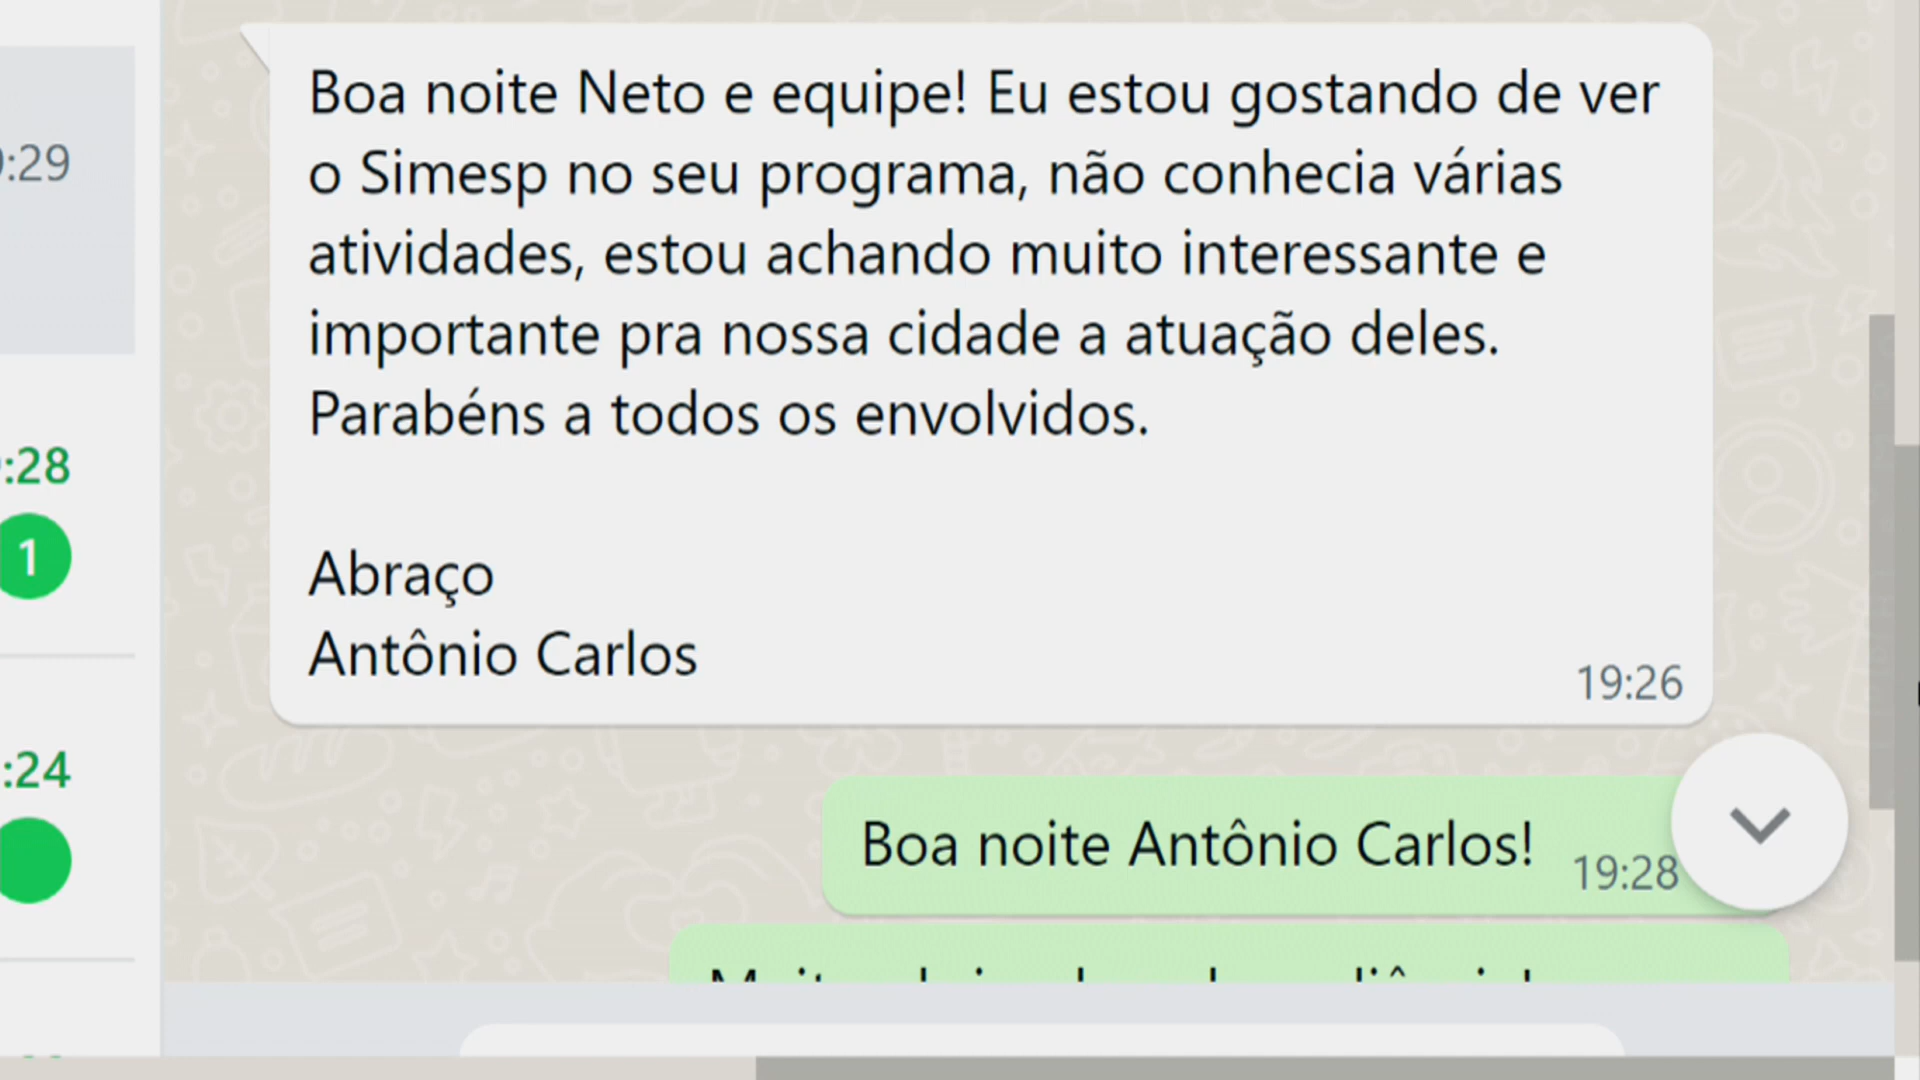 Boa noite Neto e equipe! Eu estou gostando de ver
o Simesp no seu programa, não conhecia várias
atividades, estou achando muito interessante e
importante pra nossa cidade a atuação deles.
Parabéns a todos os envolvidos.
Abraço
Antônio Carlos
19:26
Boa noite Antônio Carlos!
19:28
:29
:28
1
:24